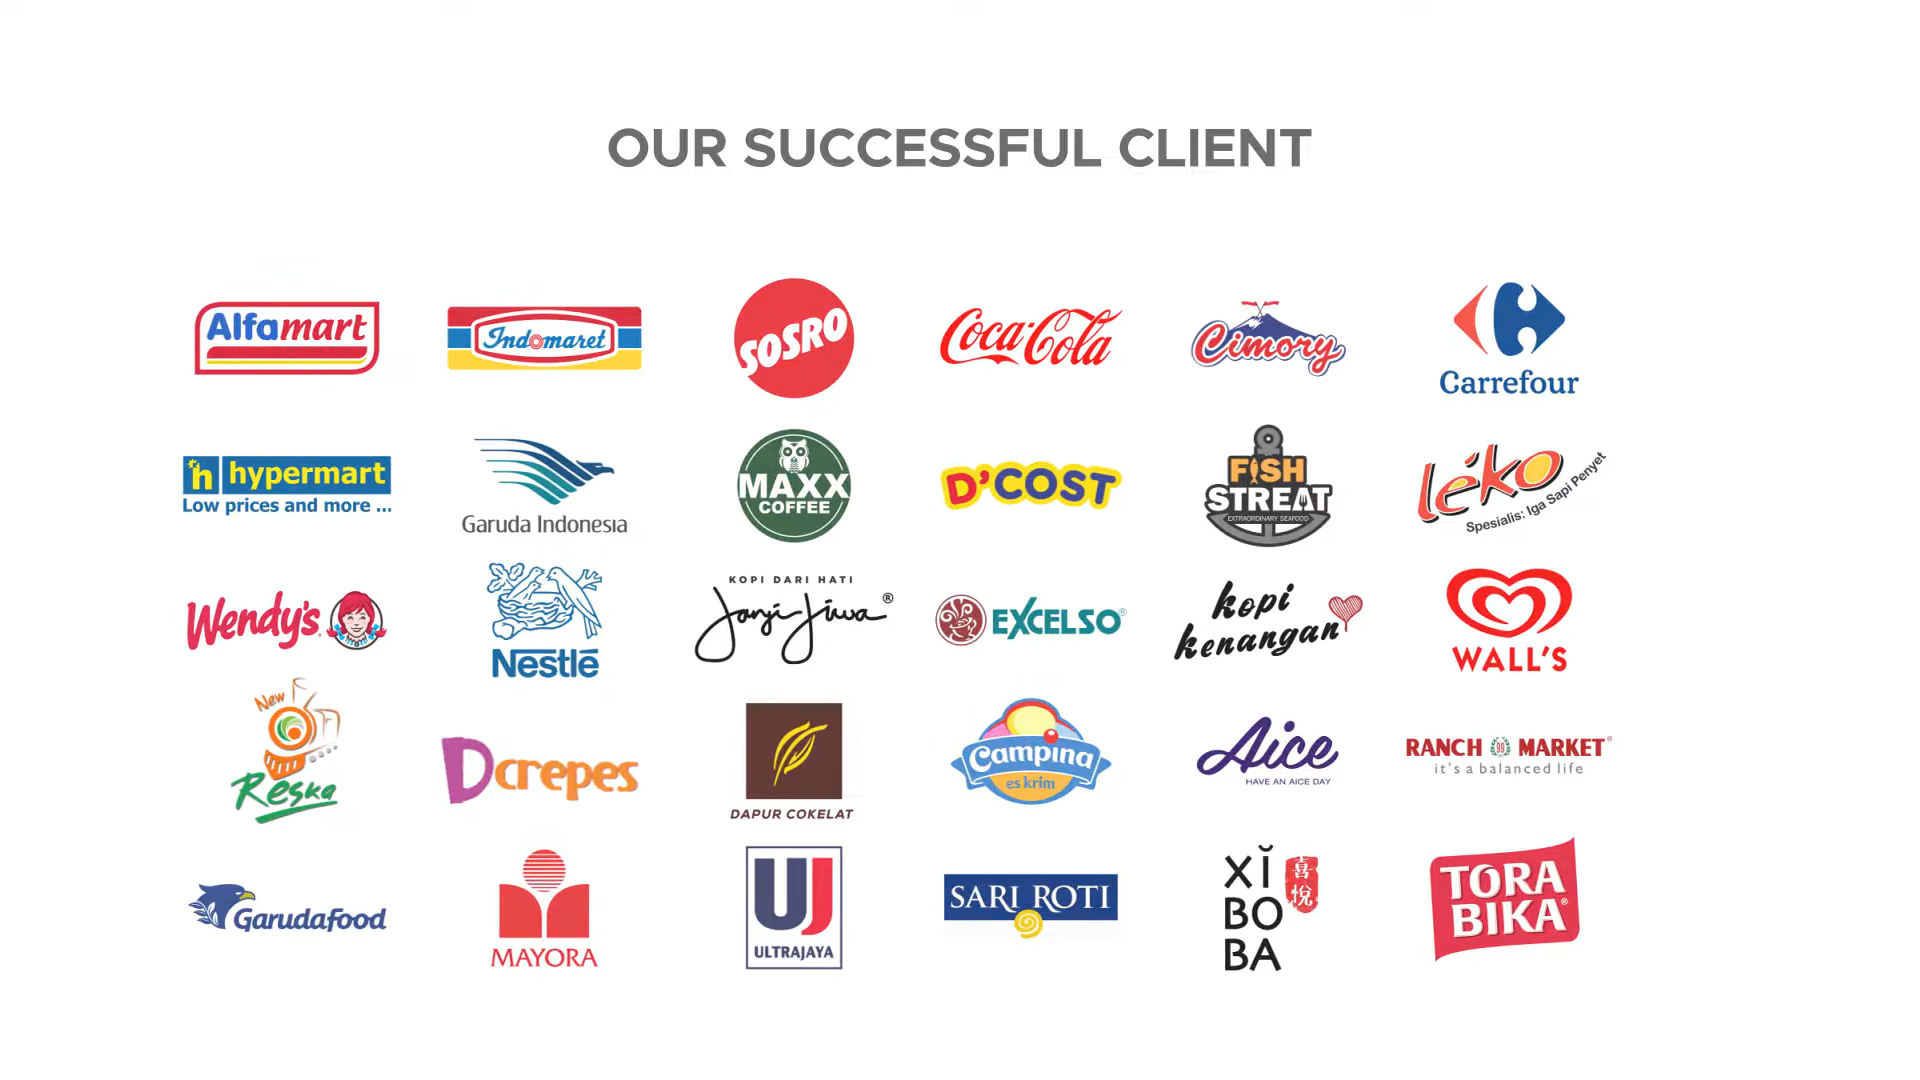 OUR SUCCESSFUL CLIENT
Alfamart
Indomaret
SOSRO
Coca-Cola
Cimory
Carrefour
h hypermart
Low prices and more ...
Garuda Indonesia
MAXX
COFFEE
D'COST
FISH
STREAT
EXTRAORDINARY SEAFOOD
léko
Spesialis: Iga Sapi Penyet
Wendy's
Nestlé
KOPI DARI HATI
Janji Jiwa ®
EXCELSO®
kopi
kenangan
WALL'S
New
Reska
Dcrepes
DAPUR COKELAT
Campina
es krim
Aice
HAVE AN AICE DAY
RANCH 99 MARKET®
it's a balanced life
Garudafood
MAYORA
UJ
ULTRAJAYA
SARI ROTI
XǏ
BO
BA
喜
悅
TORA
BIKA®